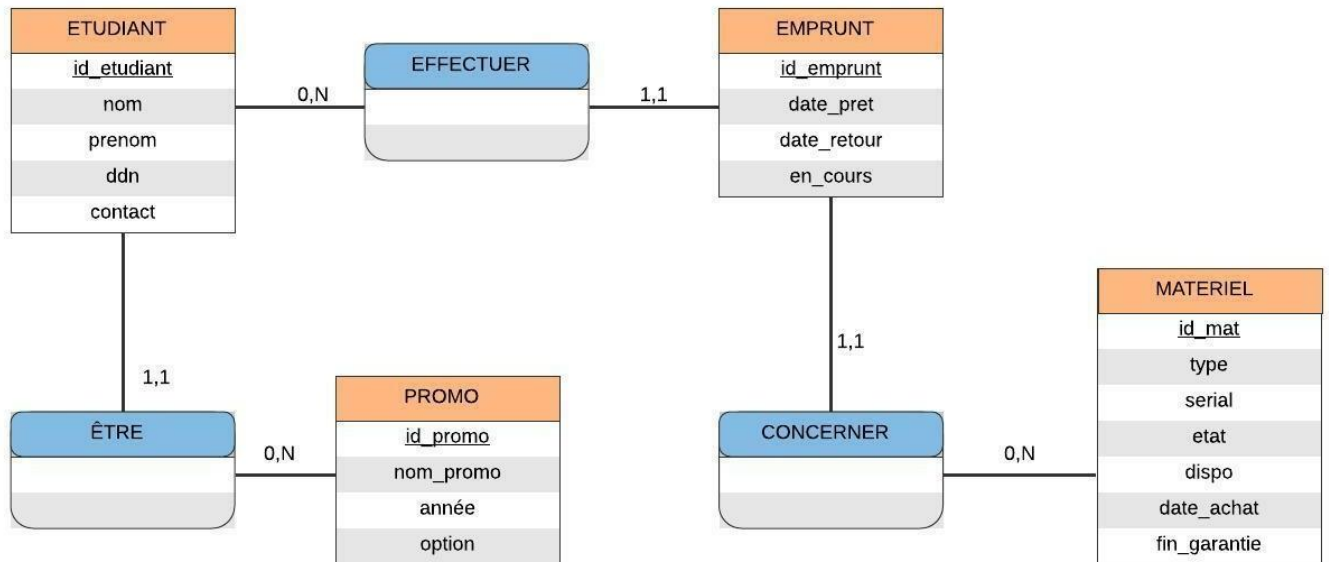 ETUDIANT
id_etudiant
nom
prenom
ddn
contact
0,N
EFFECTUER
1,1
EMPRUNT
id_emprunt
date_pret
date_retour
en_cours
1,1
1,1
MATERIEL
id_mat
type
serial
etat
dispo
date_achat
fin_garantie
ÊTRE
0,N
PROMO
id_promo
nom_promo
année
option
CONCERNER
0,N